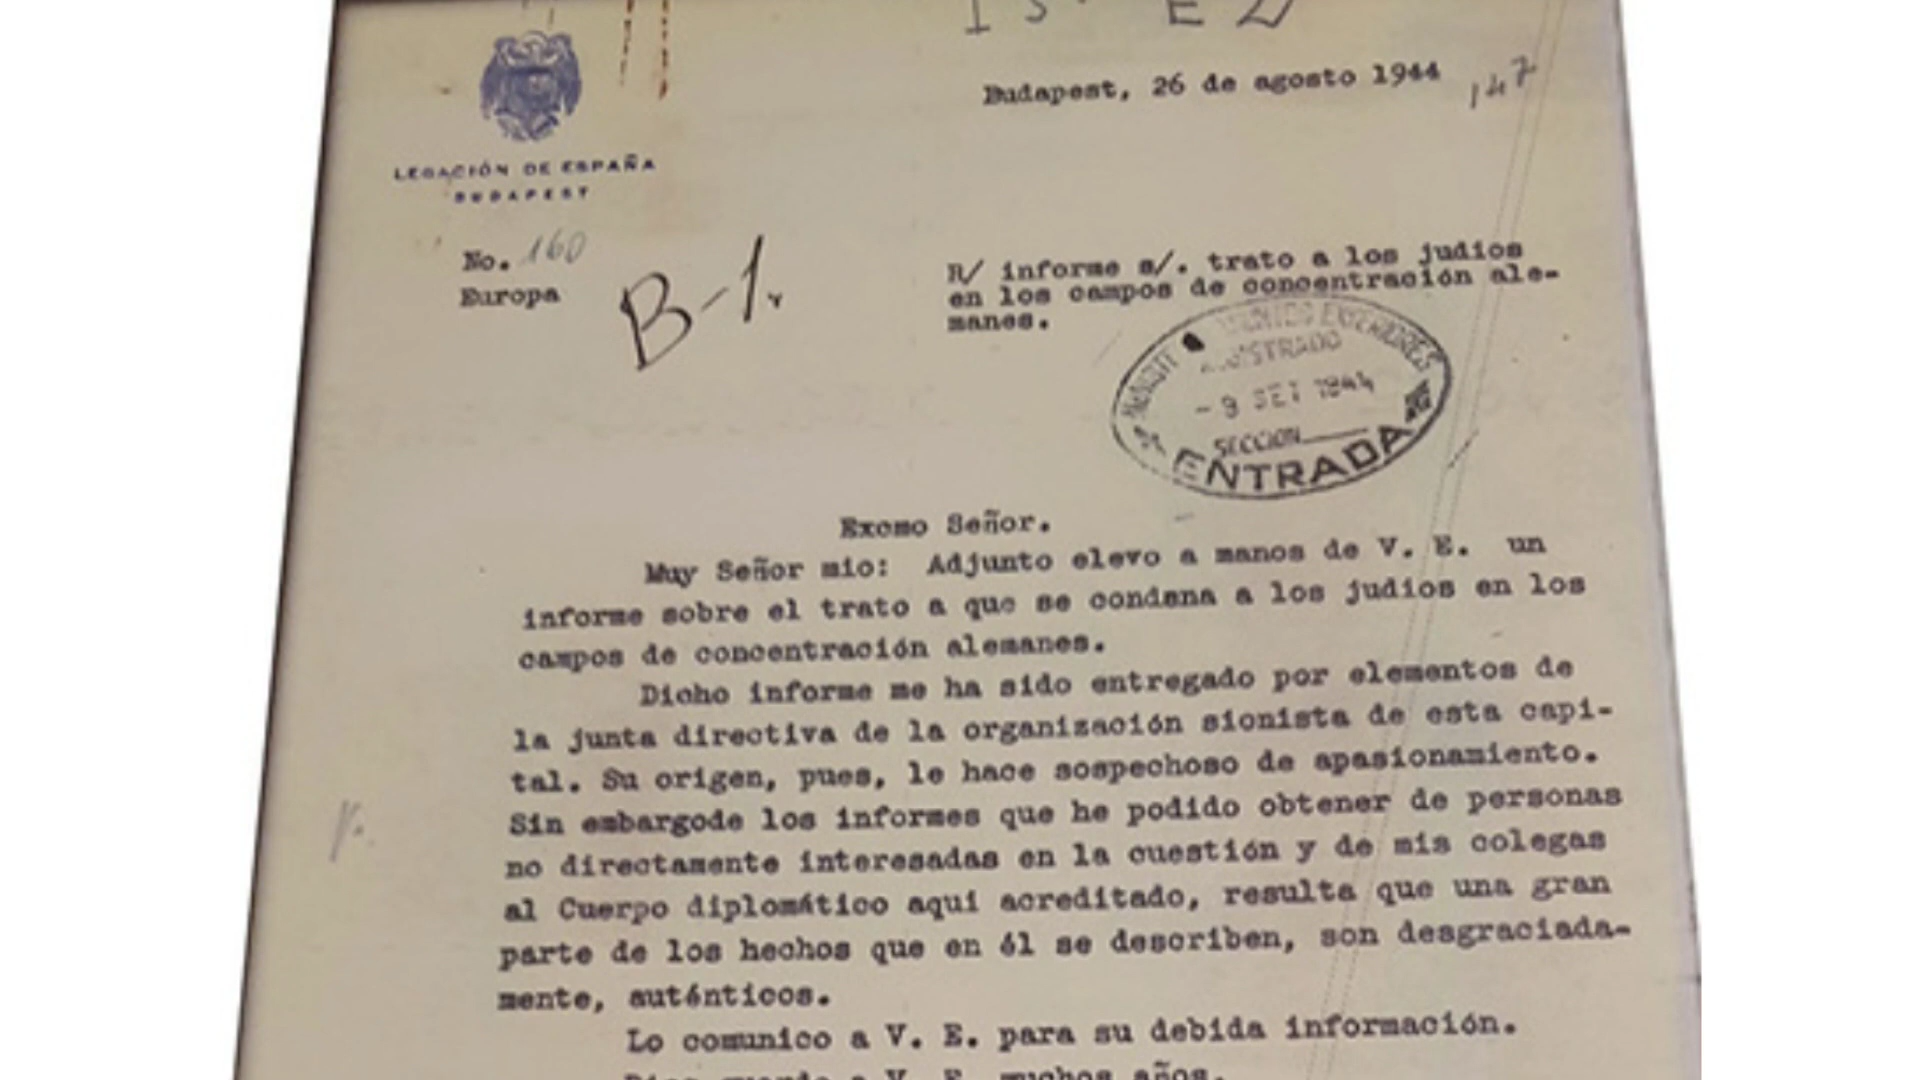 Budapest, 26 de agosto 1944
147
LEGACIÓN DE ESPAÑA
BUDAPEST
No. 160
Europa
B-1.
R/ informe s/. trato a los judios
en los campos de concentración ale-
manes.
EXTERIORES
REGISTRADO
- 9 SET 1944
SECCION
ENTRADA
Excmo Señor.
Muy Señor mio: Adjunto elevo a manos de V. E. un
informe sobre el trato a que se condena a los judios en los
campos de concentración alemanes.
Dicho informe me ha sido entregado por elementos de
la junta directiva de la organización sionista de esta capi-
tal. Su origen, pues, le hace sospechoso de apasionamiento.
Sin embargode los informes que he podido obtener de personas
no directamente interesadas en la cuestión y de mis colegas
al Cuerpo diplomático aqui acreditado, resulta que una gran
parte de los hechos que en él se describen, son desgraciada-
mente, auténticos.
Lo comunico a V. E. para su debida información.
Dios guarde a V. E. muchos años.